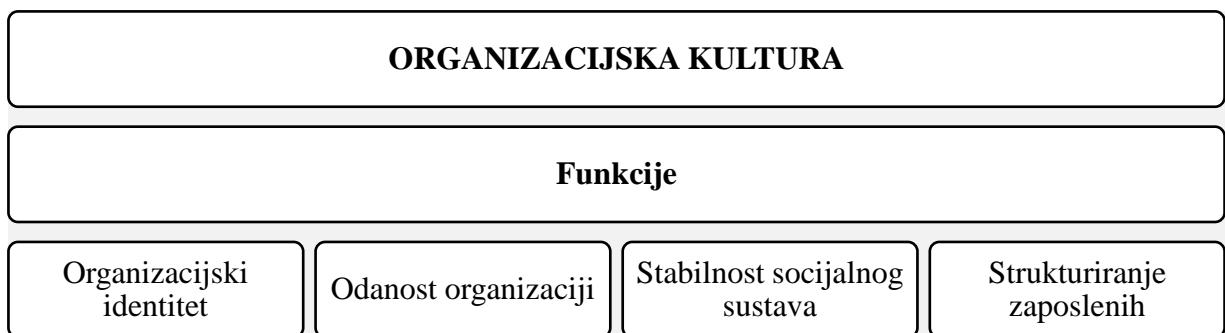 ORGANIZACIJSKA KULTURA
Funkcije
Organizacijski
identitet
Odanost organizaciji
Stabilnost socijalnog
sustava
Strukturiranje
zaposlenih